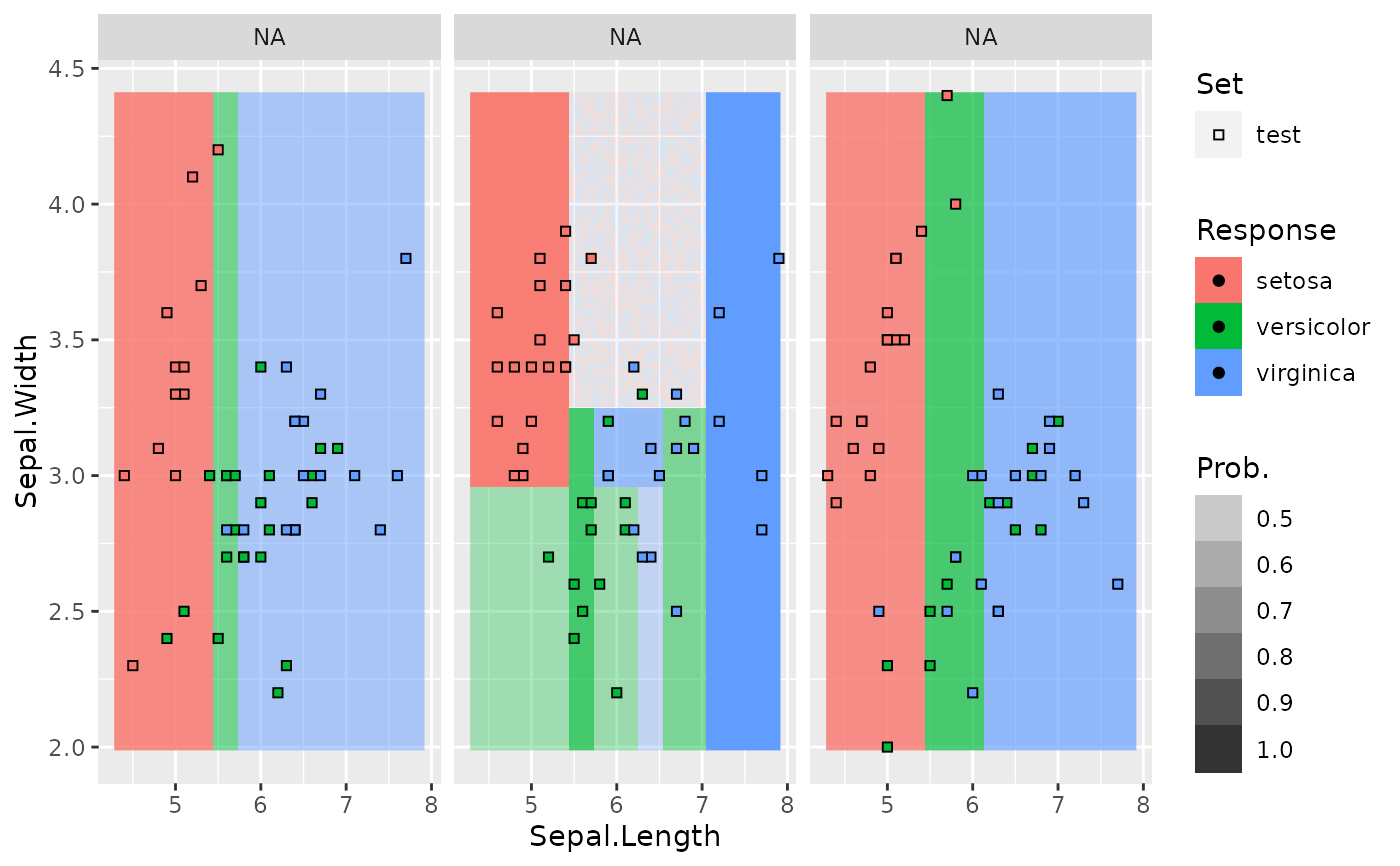 NA NA NA
4.5
4.0
3.5
3.0
2.5
2.0
Sepal.Width
5 6 7 8 5 6 7 8 5 6 7 8
Sepal.Length
Set
test
Response
setosa
versicolor
virginica
Prob.
0.5
0.6
0.7
0.8
0.9
1.0